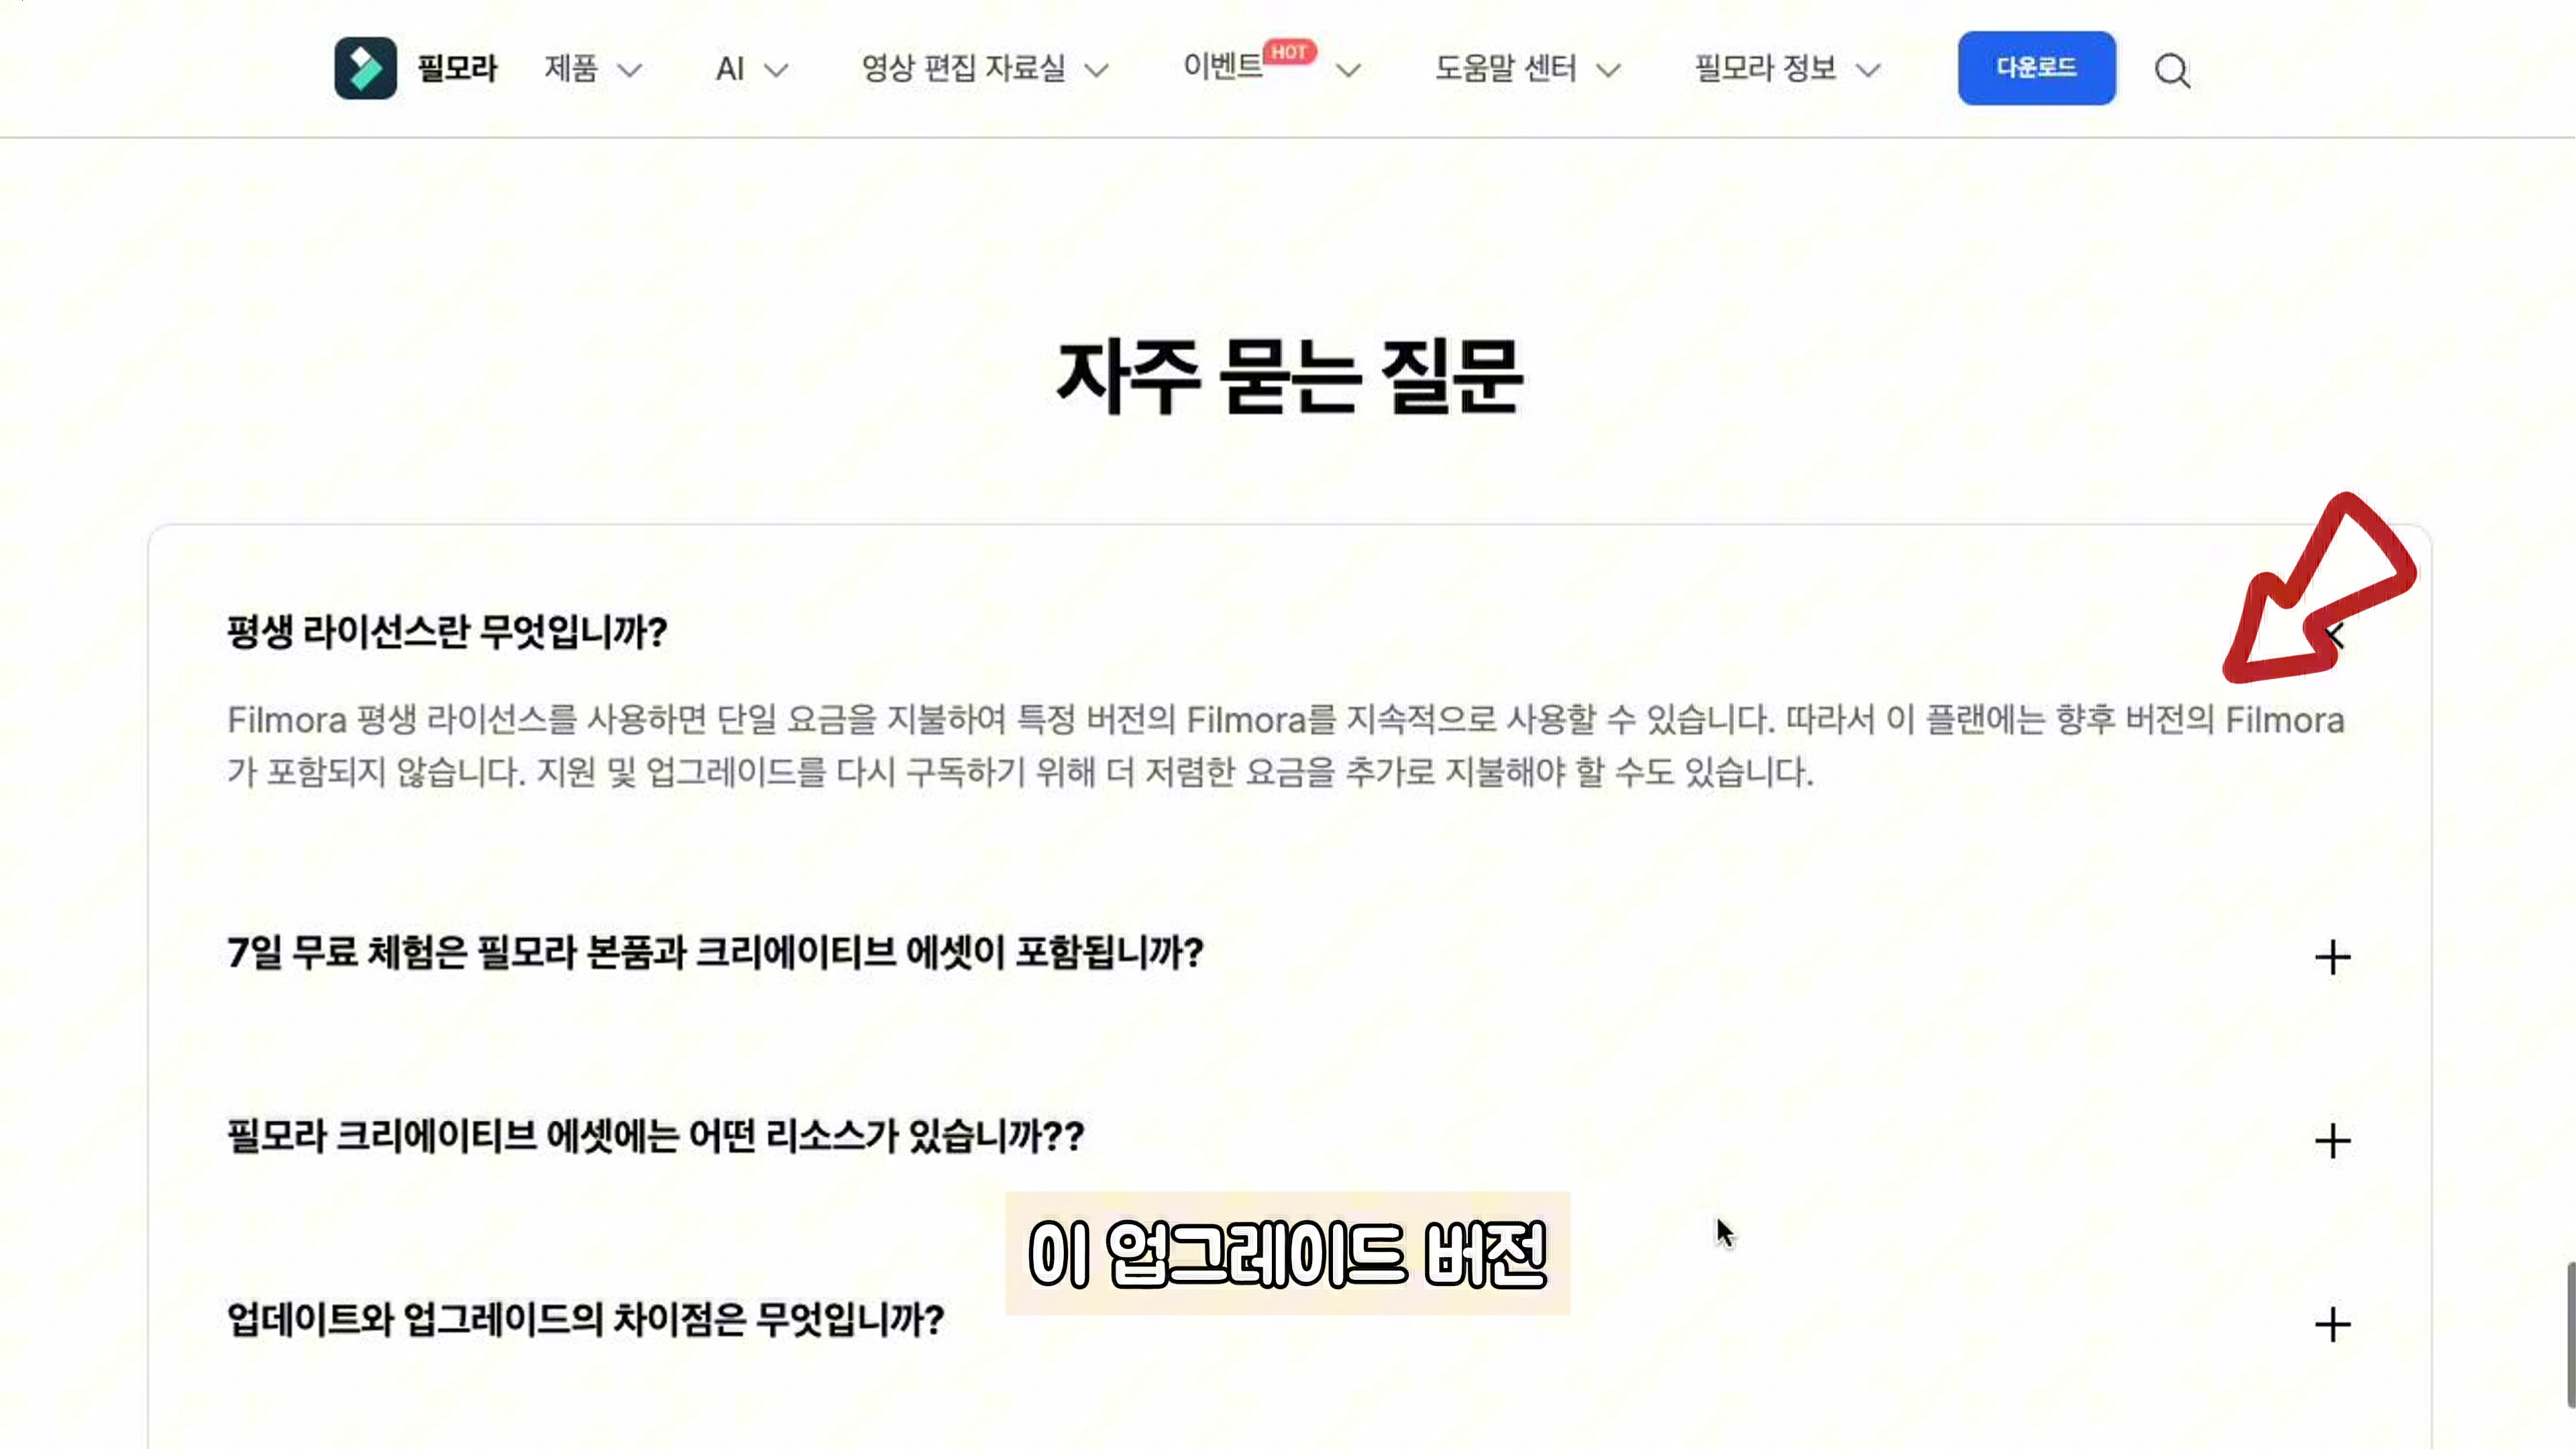 필모라 제품 AI 영상 편집 자료실 이벤트 HOT 도움말 센터 필모라 정보 다운로드
자주 묻는 질문
평생 라이선스란 무엇입니까?
Filmora 평생 라이선스를 사용하면 단일 요금을 지불하여 특정 버전의 Filmora를 지속적으로 사용할 수 있습니다. 따라서 이 플랜에는 향후 버전의 Filmora
가 포함되지 않습니다. 지원 및 업그레이드를 다시 구독하기 위해 더 저렴한 요금을 추가로 지불해야 할 수도 있습니다.
7일 무료 체험은 필모라 본품과 크리에이티브 에셋이 포함됩니까?
필모라 크리에이티브 에셋에는 어떤 리소스가 있습니까??
이 업그레이드 버전
업데이트와 업그레이드의 차이점은 무엇입니까?